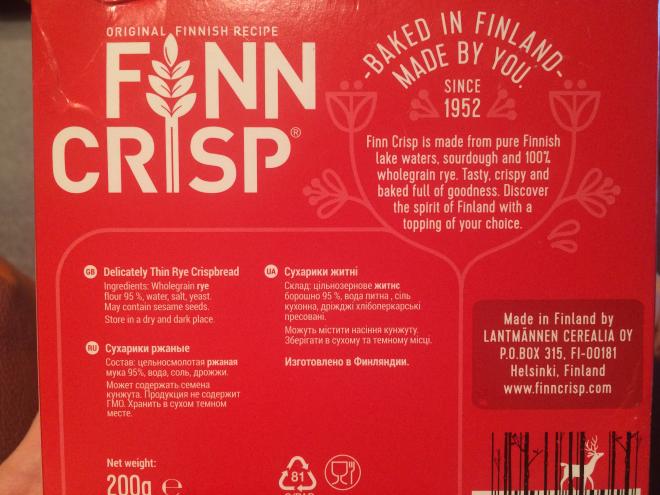 ORIGINAL FINNISH RECIPE
FINN
CRISP®
-BAKED IN FINLAND-
MADE BY YOU.
SINCE
1952
Finn Crisp is made from pure Finnish
lake waters, sourdough and 100%
wholegrain rye. Tasty, crispy and
baked full of goodness. Discover
the spirit of Finland with a
topping of your choice.
GB Delicately Thin Rye Crispbread
Ingredients: Wholegrain rye
flour 95 %, water, salt, yeast.
May contain sesame seeds.
Store in a dry and dark place.
RU Сухарики ржаные
Состав: цельносмолотая ржаная
мука 95%, вода, соль, дрожжи.
Может содержать семена
кунжута. Продукция не содержит
ГМО. Хранить в сухом темном
месте.
UA Сухарики житні
Склад: цільнозернове житнє
борошно 95 %, вода питна , сіль
кухонна, дріжджі хлібопекарські
пресовані.
Можуть містити насіння кунжуту.
Зберігати в сухому та темному місці.
Изготовлено в Финляндии.
Made in Finland by
LANTMÄNNEN CEREALIA OY
P.O.BOX 315, FI-00181
Helsinki, Finland
www.finncrisp.com
Net weight:
200g e
81